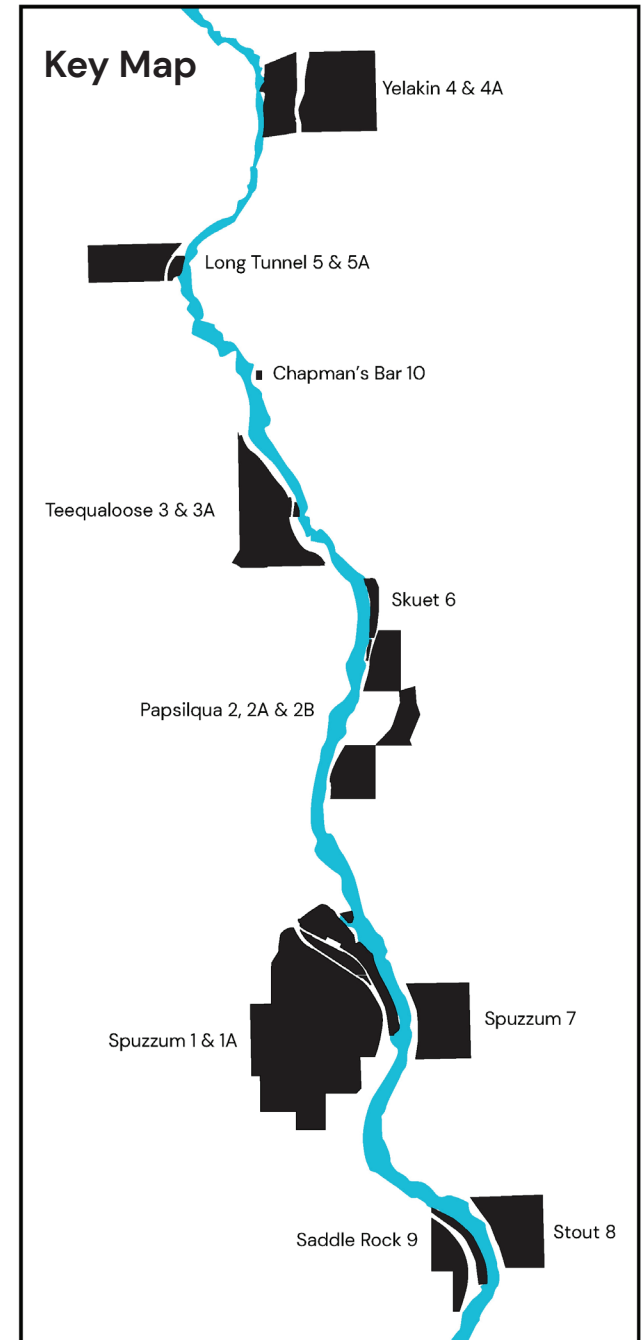 Key Map
Yelakin 4 & 4A
Long Tunnel 5 & 5A
Chapman’s Bar 10
Teequaloose 3 & 3A
Skuet 6
Papsilqua 2, 2A & 2B
Spuzzum 7
Spuzzum 1 & 1A
Stout 8
Saddle Rock 9